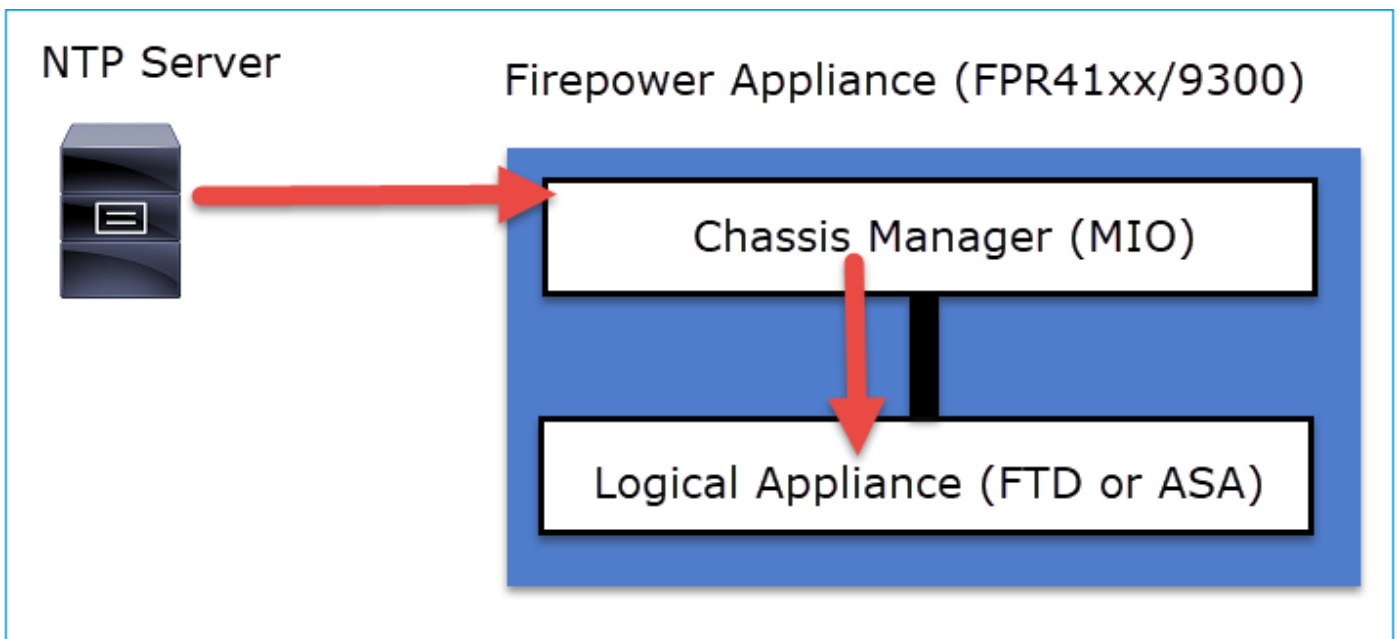 NTP Server
Firepower Appliance (FPR41xx/9300)
Chassis Manager (MIO)
Logical Appliance (FTD or ASA)